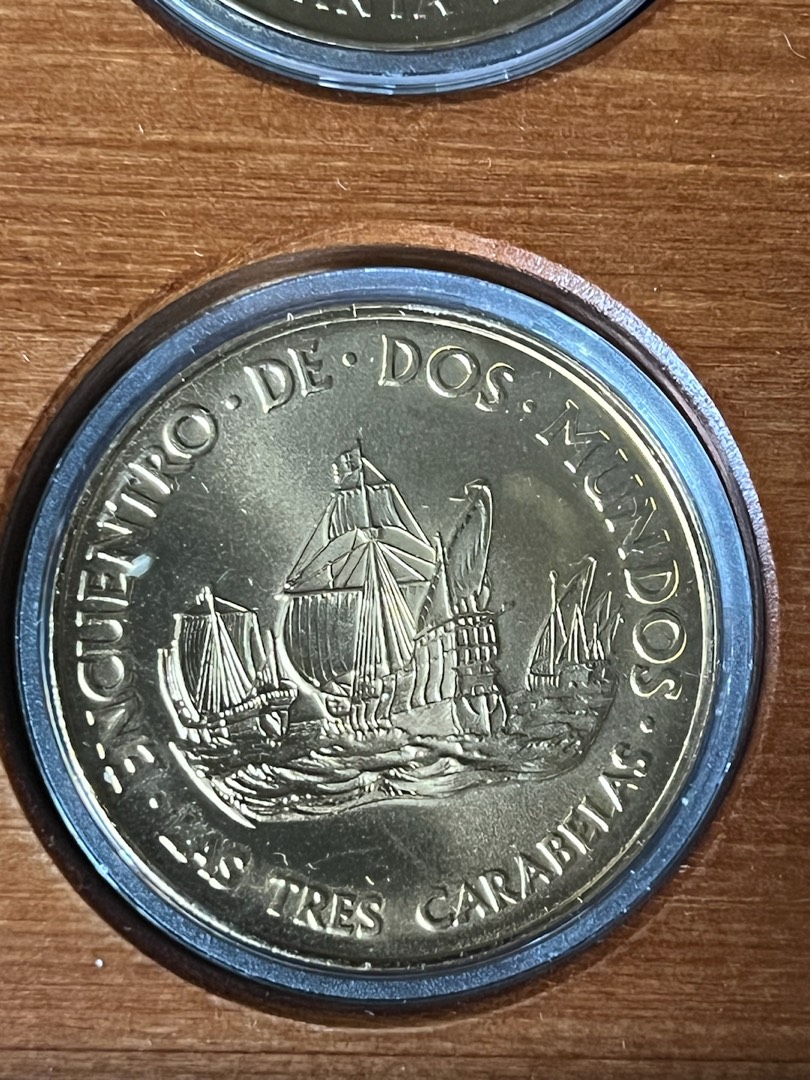 ENCUENTRO · DE · DOS · MUNDOS ·
LAS TRES CARABELAS ·